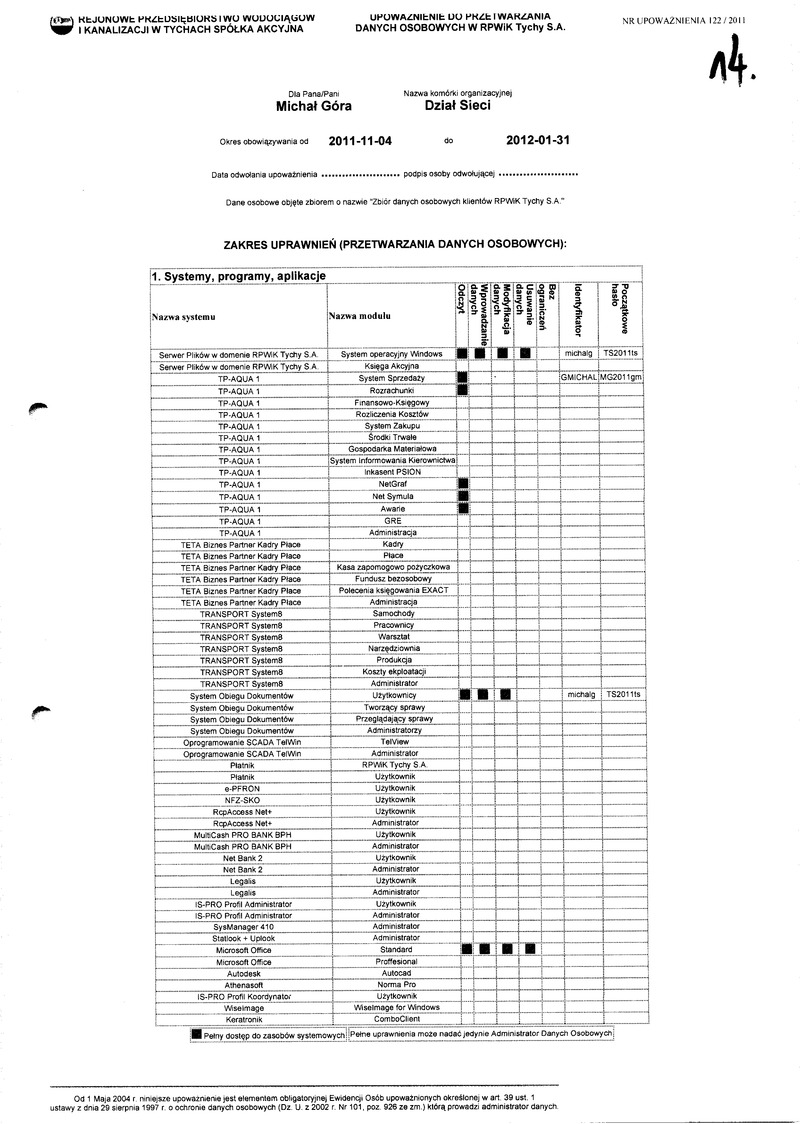 REJONOWE PRZEDSIĘBIORSTWO WODOCIĄGÓW
I KANALIZACJI W TYCHACH SPÓŁKA AKCYJNA
UPOWAŻNIENIE DO PRZETWARZANIA
DANYCH OSOBOWYCH W RPWiK Tychy S.A.
NR UPOWAŻNIENIA 122 / 2011
14.
Dla Pana/Pani Nazwa komórki organizacyjnej
Michał Góra Dział Sieci
Okres obowiązywania od 2011-11-04 do 2012-01-31
Data odwołania upoważnienia ....................... podpis osoby odwołującej .......................
Dane osobowe objęte zbiorem o nazwie "Zbiór danych osobowych klientów RPWiK Tychy S.A."
ZAKRES UPRAWNIEŃ (PRZETWARZANIA DANYCH OSOBOWYCH):
1. Systemy, programy, aplikacje
Nazwa systemu Nazwa modułu Odczyt Wprowadzanie danych Modyfikacja danych Usuwanie danych Bez ograniczeń Identyfikator Początkowe hasło
Serwer Plików w domenie RPWiK Tychy S.A. System operacyjny Windows ■ ■ ■ ■ michalg TS2011ts
Serwer Plików w domenie RPWiK Tychy S.A. Księga Akcyjna
TP-AQUA 1 System Sprzedaży ■ GMICHAL MG2011gm
TP-AQUA 1 Rozrachunki ■
TP-AQUA 1 Finansowo-Księgowy
TP-AQUA 1 Rozliczenia Kosztów
TP-AQUA 1 System Zakupu
TP-AQUA 1 Środki Trwałe
TP-AQUA 1 Gospodarka Materiałowa
TP-AQUA 1 System Informowania Kierownictwa
TP-AQUA 1 Inkasent PSION
TP-AQUA 1 NetGraf ■
TP-AQUA 1 Net Symula ■
TP-AQUA 1 Awarie ■
TP-AQUA 1 GRE
TP-AQUA 1 Administracja
TETA Biznes Partner Kadry Płace Kadry
TETA Biznes Partner Kadry Płace Płace
TETA Biznes Partner Kadry Płace Kasa zapomogowo pożyczkowa
TETA Biznes Partner Kadry Płace Fundusz bezosobowy
TETA Biznes Partner Kadry Płace Polecenia księgowania EXACT
TETA Biznes Partner Kadry Płace Administracja
TRANSPORT System8 Samochody
TRANSPORT System8 Pracownicy
TRANSPORT System8 Warsztat
TRANSPORT System8 Narzędziownia
TRANSPORT System8 Produkcja
TRANSPORT System8 Koszty ekploatacji
TRANSPORT System8 Administrator
System Obiegu Dokumentów Użytkownicy ■ ■ ■ michalg TS2011ts
System Obiegu Dokumentów Tworzący sprawy
System Obiegu Dokumentów Przeglądający sprawy
System Obiegu Dokumentów Administratorzy
Oprogramowanie SCADA TelWin TelView
Oprogramowanie SCADA TelWin Administrator
Płatnik RPWiK Tychy S.A.
Płatnik Użytkownik
e-PFRON Użytkownik
NFZ-SKO Użytkownik
RcpAccess Net+ Użytkownik
RcpAccess Net+ Administrator
MultiCash PRO BANK BPH Użytkownik
MultiCash PRO BANK BPH Administrator
Net Bank 2 Użytkownik
Net Bank 2 Administrator
Legalis Użytkownik
Legalis Administrator
IS-PRO Profil Administrator Użytkownik
IS-PRO Profil Administrator Administrator
SysManager 410 Administrator
Statlook + Uplook Administrator
Microsoft Office Standard ■ ■ ■ ■
Microsoft Office Proffesional
Autodesk Autocad
Athenasoft Norma Pro
IS-PRO Profil Koordynator Użytkownik
WiseImage WiseImage for Windows
Keratronik ComboClient
■ Pełny dostęp do zasobów systemowych Pełne uprawnienia może nadać jedynie Administrator Danych Osobowych
Od 1 Maja 2004 r. niniejsze upoważnienie jest elementem obligatoryjnej Ewidencji Osób upoważnionych określonej w art. 39 ust. 1
ustawy z dnia 29 sierpnia 1997 r. o ochronie danych osobowych (Dz. U. z 2002 r. Nr 101, poz. 926 ze zm.) którą prowadzi administrator danych.